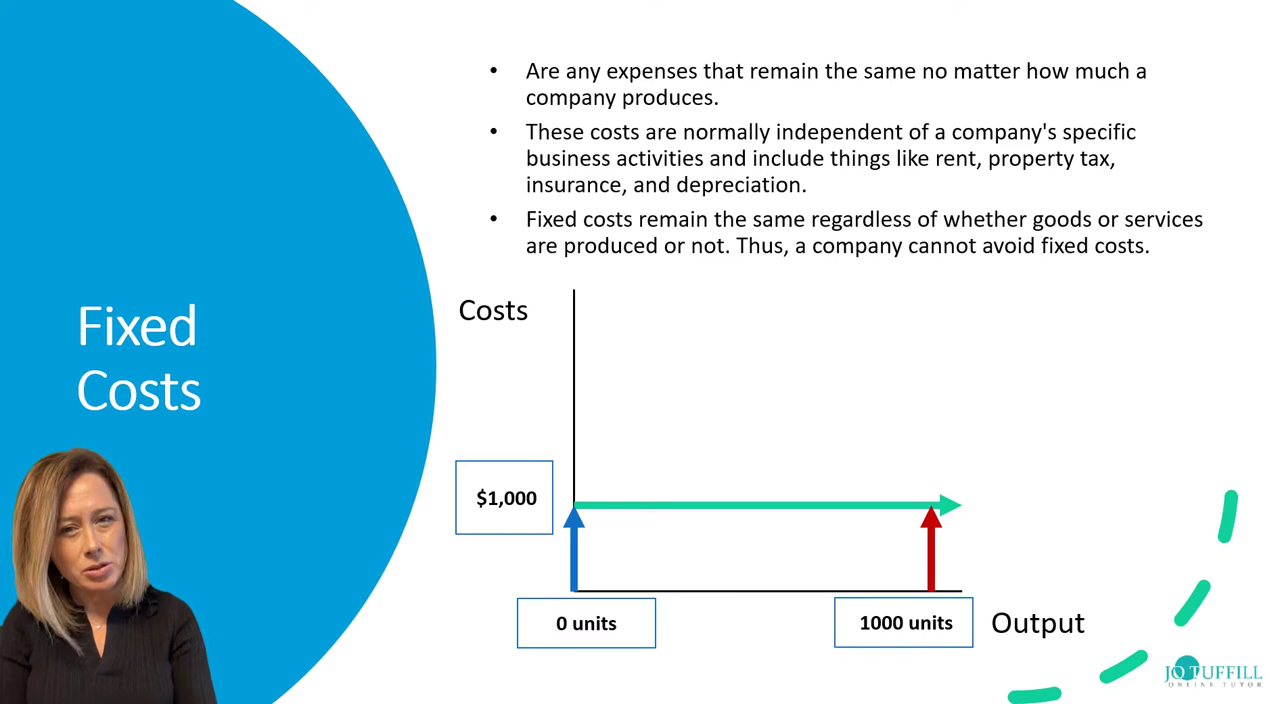 • Are any expenses that remain the same no matter how much a
company produces.
• These costs are normally independent of a company's specific
business activities and include things like rent, property tax,
insurance, and depreciation.
• Fixed costs remain the same regardless of whether goods or services
are produced or not. Thus, a company cannot avoid fixed costs.
Fixed
Costs
Costs
$1,000
0 units
1000 units
Output
JO TUFFILL
ONLINE TUTOR